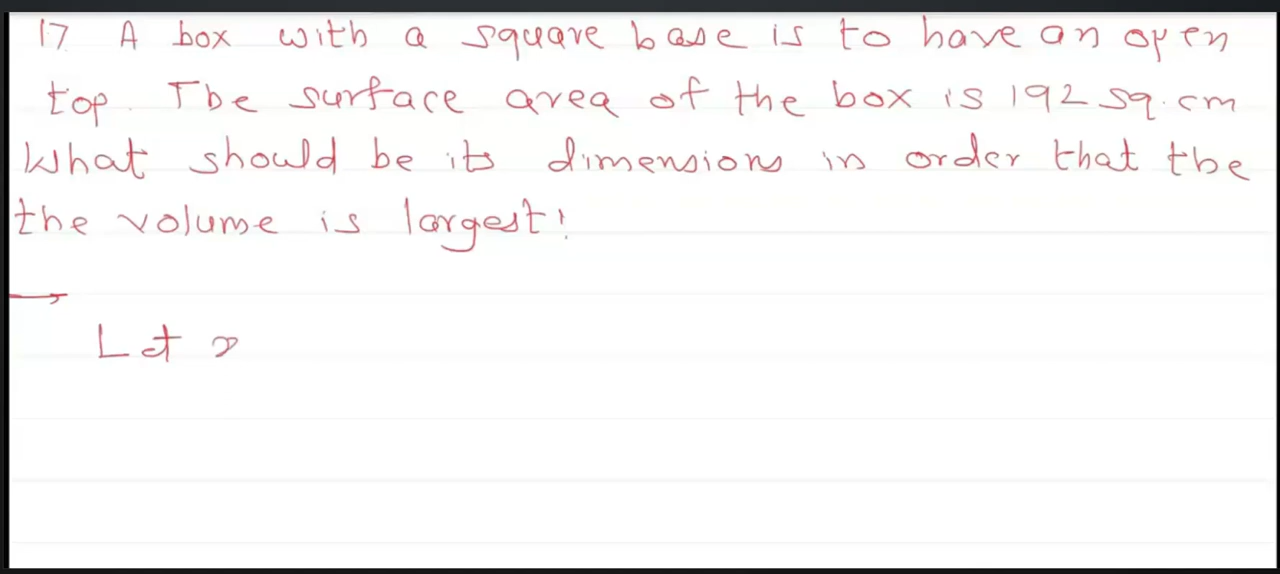 17 A box with a square base is to have an open
top. The surface area of the box is 192 sq.cm
What should be its dimensions in order that the
the volume is largest?
Let x